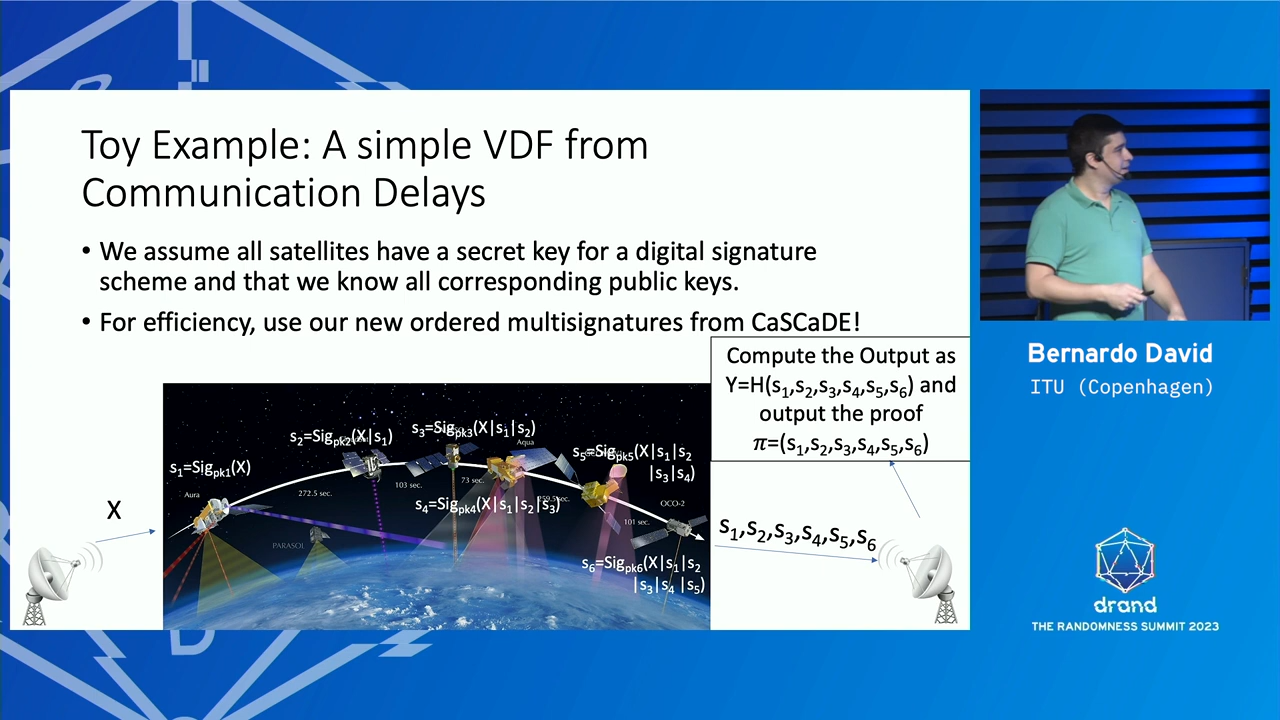 Toy Example: A simple VDF from
Communication Delays
• We assume all satellites have a secret key for a digital signature
scheme and that we know all corresponding public keys.
• For efficiency, use our new ordered multisignatures from CaSCaDE!
Compute the Output as
Y=H(s₁,s₂,s₃,s₄,s₅,s₆) and
output the proof
π=(s₁,s₂,s₃,s₄,s₅,s₆)
X
s₁=Sigpk1(X)
s₂=Sigpk2(X|s₁)
s₃=Sigpk3(X|s₁|s₂)
s₄=Sigpk4(X|s₁|s₂|s₃)
s₅=Sigpk5(X|s₁|s₂
|s₃|s₄)
s₆=Sigpk6(X|s₁|s₂
|s₃|s₄|s₅)
Aura
272.5 sec.
PARASOL
103 sec.
73 sec.
Aqua
101 sec.
OCO-2
s₁,s₂,s₃,s₄,s₅,s₆
Bernardo David
ITU (Copenhagen)
drand
THE RANDOMNESS SUMMIT 2023